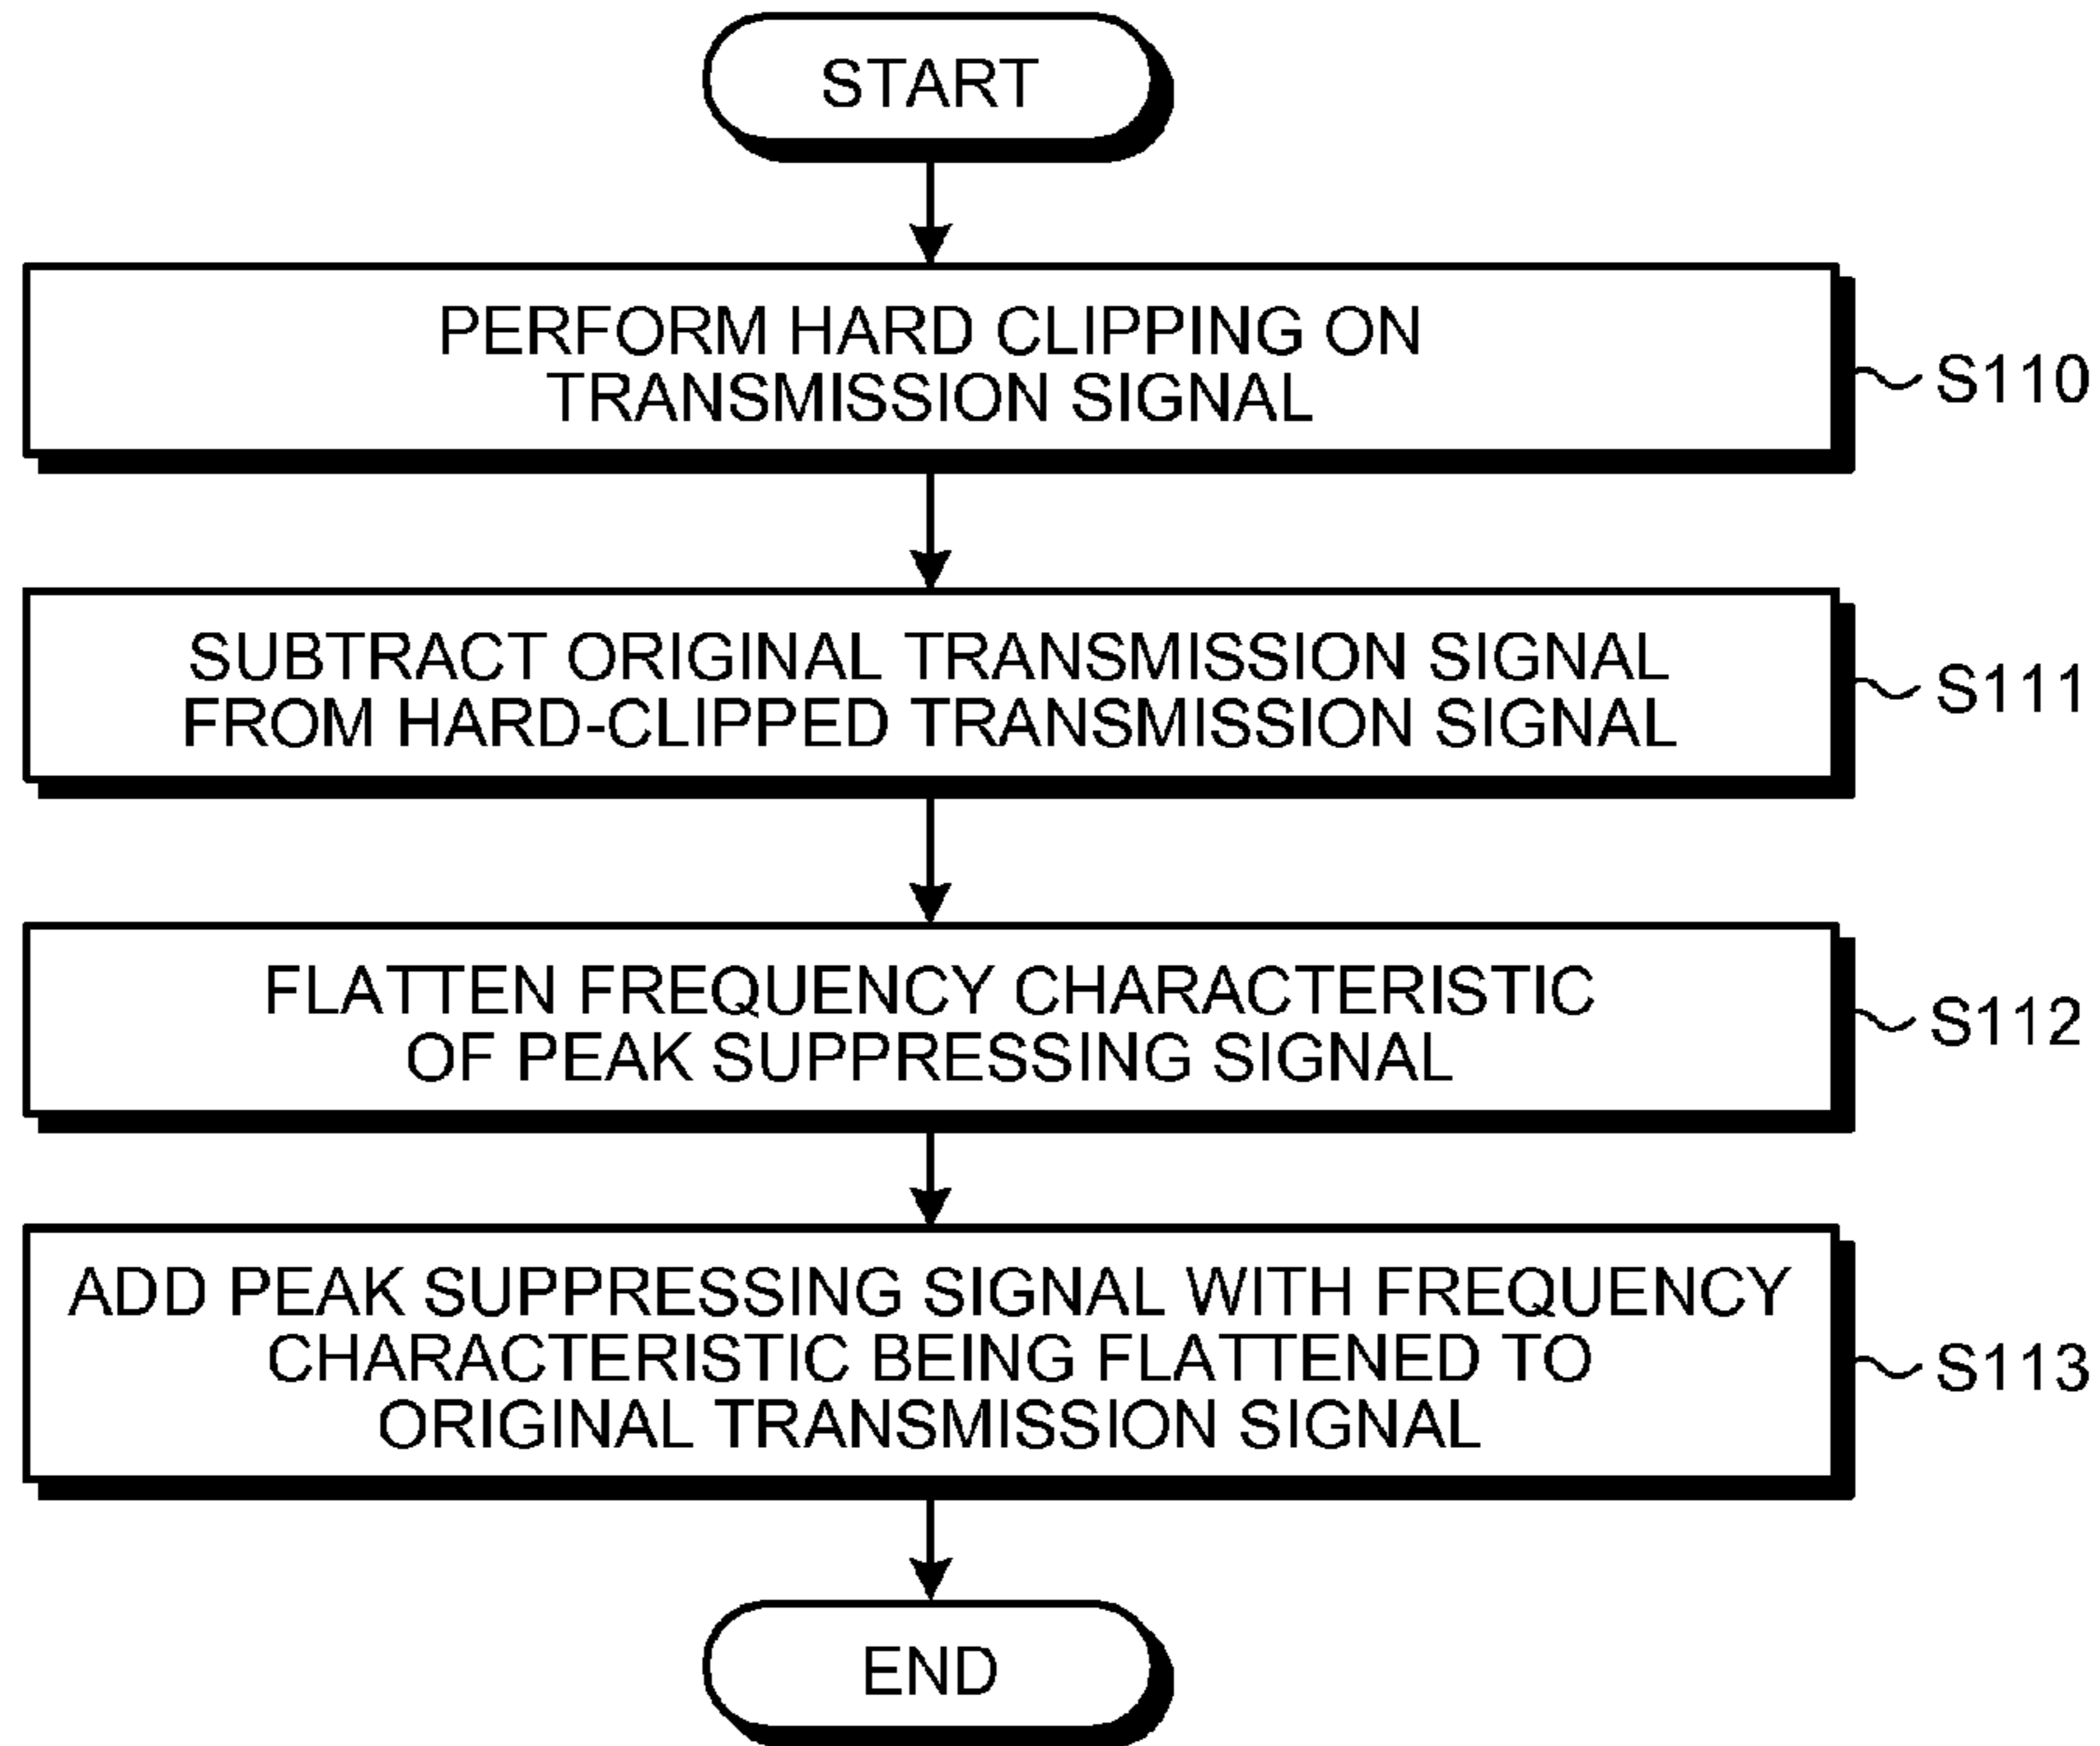 START
PERFORM HARD CLIPPING ON
TRANSMISSION SIGNAL
S110
SUBTRACT ORIGINAL TRANSMISSION SIGNAL
FROM HARD-CLIPPED TRANSMISSION SIGNAL
S111
FLATTEN FREQUENCY CHARACTERISTIC
OF PEAK SUPPRESSING SIGNAL
S112
ADD PEAK SUPPRESSING SIGNAL WITH FREQUENCY
CHARACTERISTIC BEING FLATTENED TO
ORIGINAL TRANSMISSION SIGNAL
S113
END